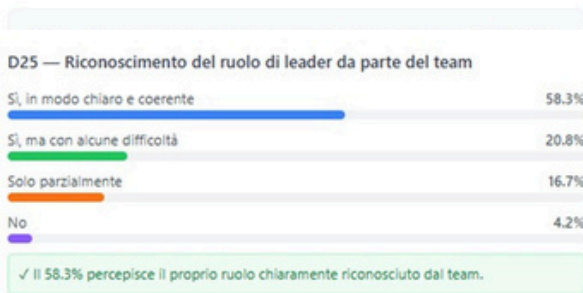 D25 — Riconoscimento del ruolo di leader da parte del team
Sì, in modo chiaro e coerente 58.3%
Sì, ma con alcune difficoltà 20.8%
Solo parzialmente 16.7%
No 4.2%
✓ Il 58.3% percepisce il proprio ruolo chiaramente riconosciuto dal team.